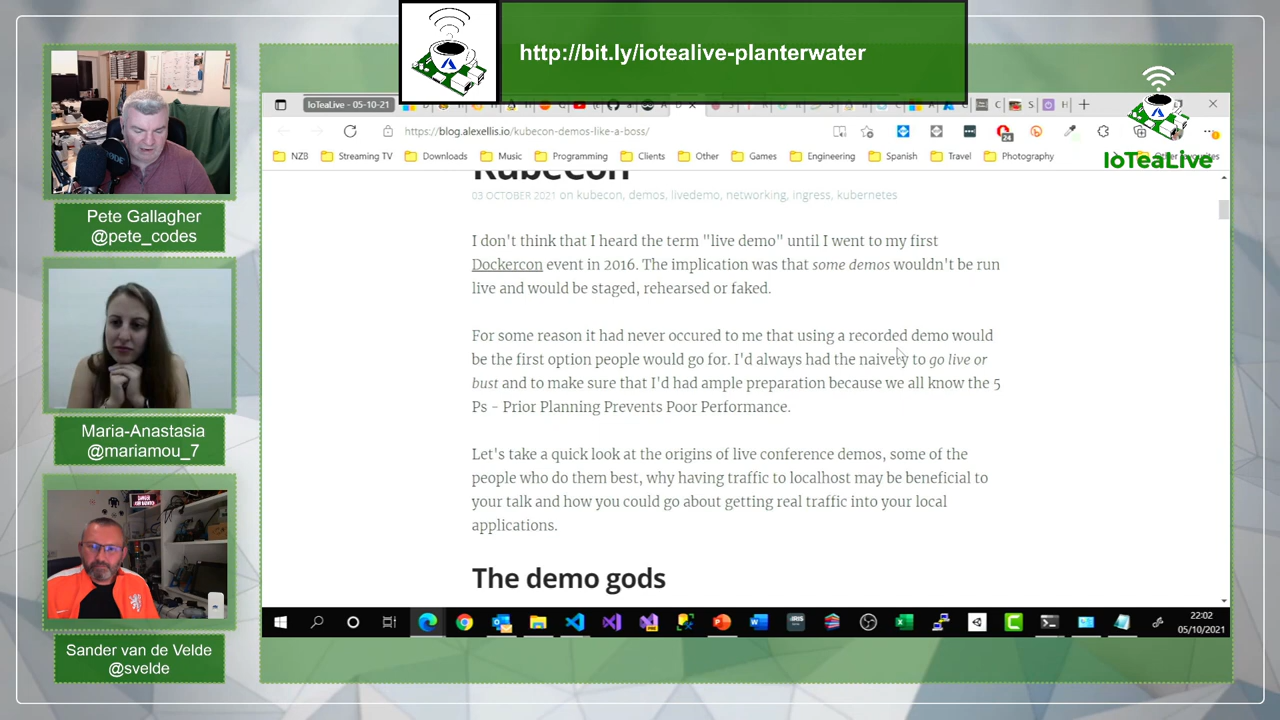 http://bit.ly/iotealive-planterwater
IoTeaLive - 05-10-21
https://blog.alexellis.io/kubecon-demos-like-a-boss/
24
NZB
Streaming TV
Downloads
Music
Programming
Clients
Other
Games
Engineering
Spanish
Travel
Photography
Other favourites
IoTeaLive
KubeCon
03 OCTOBER 2021 on kubecon, demos, livedemo, networking, ingress, kubernetes
I don't think that I heard the term "live demo" until I went to my first
Dockercon event in 2016. The implication was that some demos wouldn't be run
live and would be staged, rehearsed or faked.
For some reason it had never occured to me that using a recorded demo would
be the first option people would go for. I'd always had the naivety to go live or
bust and to make sure that I'd had ample preparation because we all know the 5
Ps - Prior Planning Prevents Poor Performance.
Let's take a quick look at the origins of live conference demos, some of the
people who do them best, why having traffic to localhost may be beneficial to
your talk and how you could go about getting real traffic into your local
applications.
The demo gods
22:02
05/10/2021
Pete Gallagher
@pete_codes
Maria-Anastasia
@mariamou_7
Sander van de Velde
@svelde